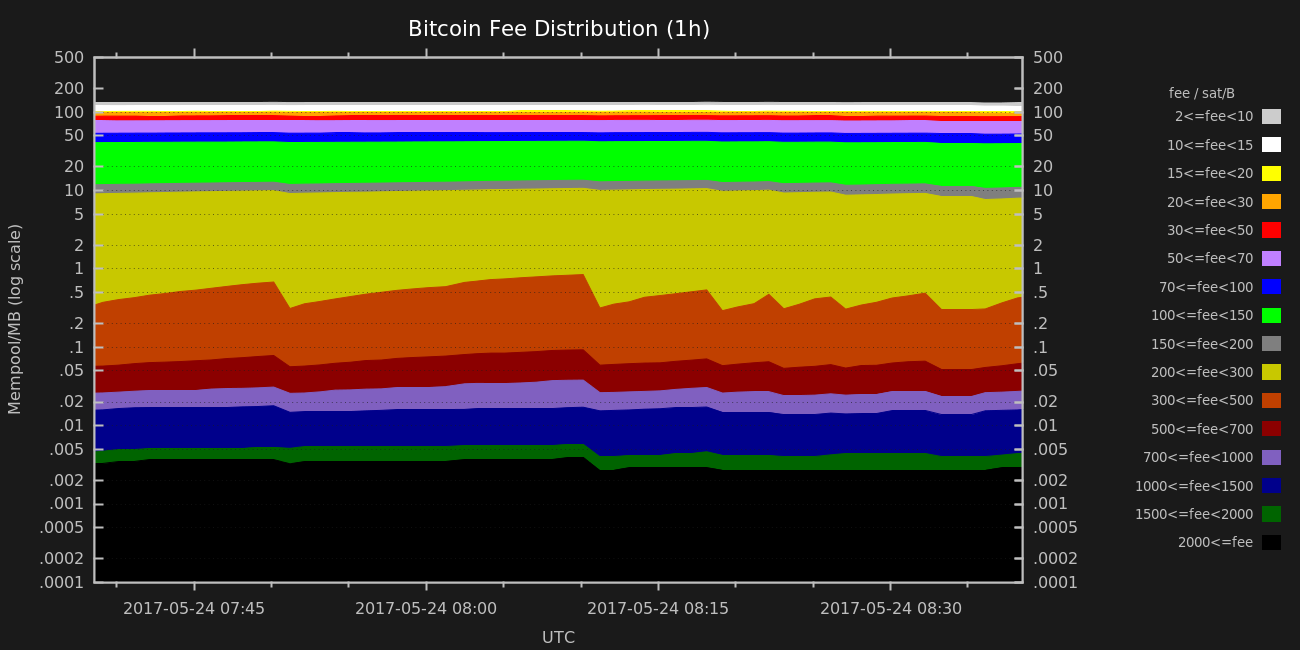 Bitcoin Fee Distribution (1h)
500
200
100
50
20
10
5
2
1
.5
.2
.1
.05
.02
.01
.005
.002
.001
.0005
.0002
.0001
Mempool/MB (log scale)
500
200
100
50
20
10
5
2
1
.5
.2
.1
.05
.02
.01
.005
.002
.001
.0005
.0002
.0001
2017-05-24 07:45
2017-05-24 08:00
2017-05-24 08:15
2017-05-24 08:30
UTC
fee / sat/B
2<=fee<10
10<=fee<15
15<=fee<20
20<=fee<30
30<=fee<50
50<=fee<70
70<=fee<100
100<=fee<150
150<=fee<200
200<=fee<300
300<=fee<500
500<=fee<700
700<=fee<1000
1000<=fee<1500
1500<=fee<2000
2000<=fee